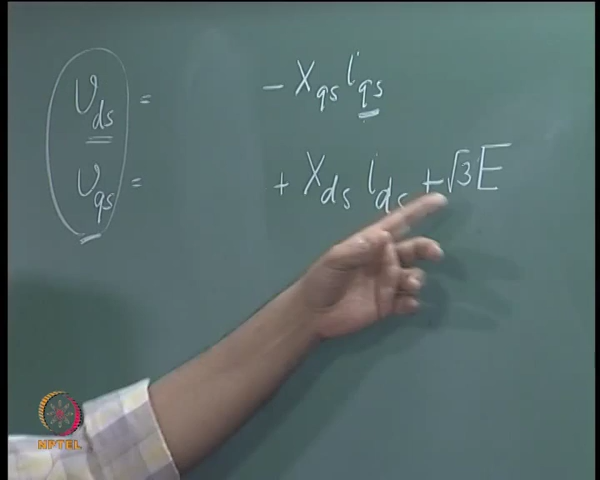 v_ds = - X_qs i_qs
v_qs = + X_ds i_ds + √3 E
NPTEL